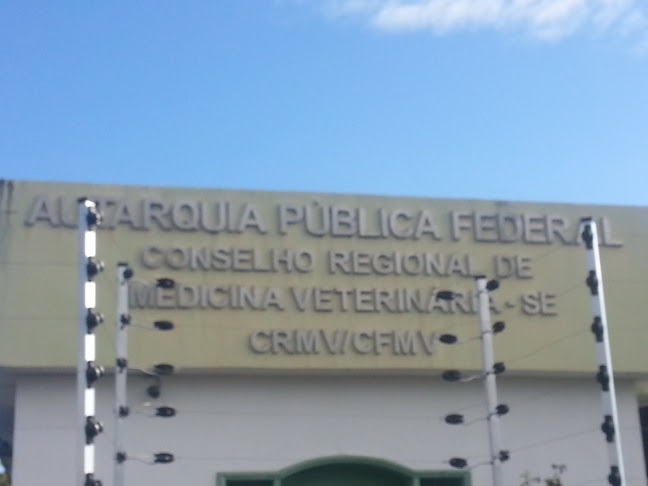 AUTARQUIA PÚBLICA FEDERAL
CONSELHO REGIONAL DE
MEDICINA VETERINÁRIA - SE
CRMV/CFMV